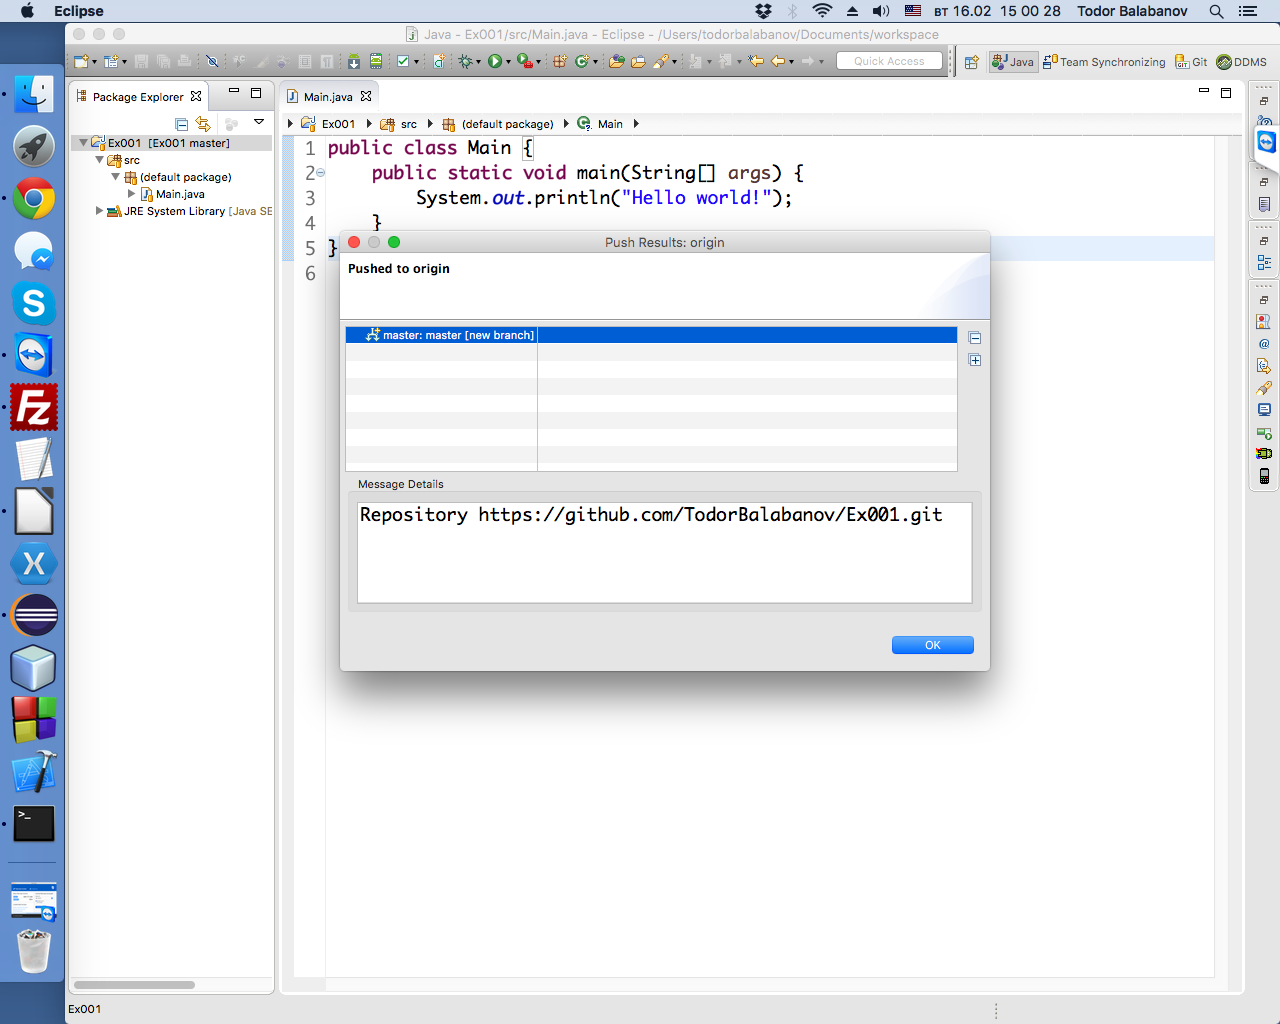 Eclipse
вт 16.02 15 00 28 Todor Balabanov
Java - Ex001/src/Main.java - Eclipse - /Users/todorbalabanov/Documents/workspace
Quick Access
Java
Team Synchronizing
Git
DDMS
Package Explorer
Main.java
Ex001 [Ex001 master]
src
(default package)
Main.java
JRE System Library [Java SE
Ex001
src
(default package)
Main
1 public class Main {
2 public static void main(String[] args) {
3 System.out.println("Hello world!");
4 }
5 }
6
Push Results: origin
Pushed to origin
master: master [new branch]
Message Details
Repository https://github.com/TodorBalabanov/Ex001.git
OK
Ex001